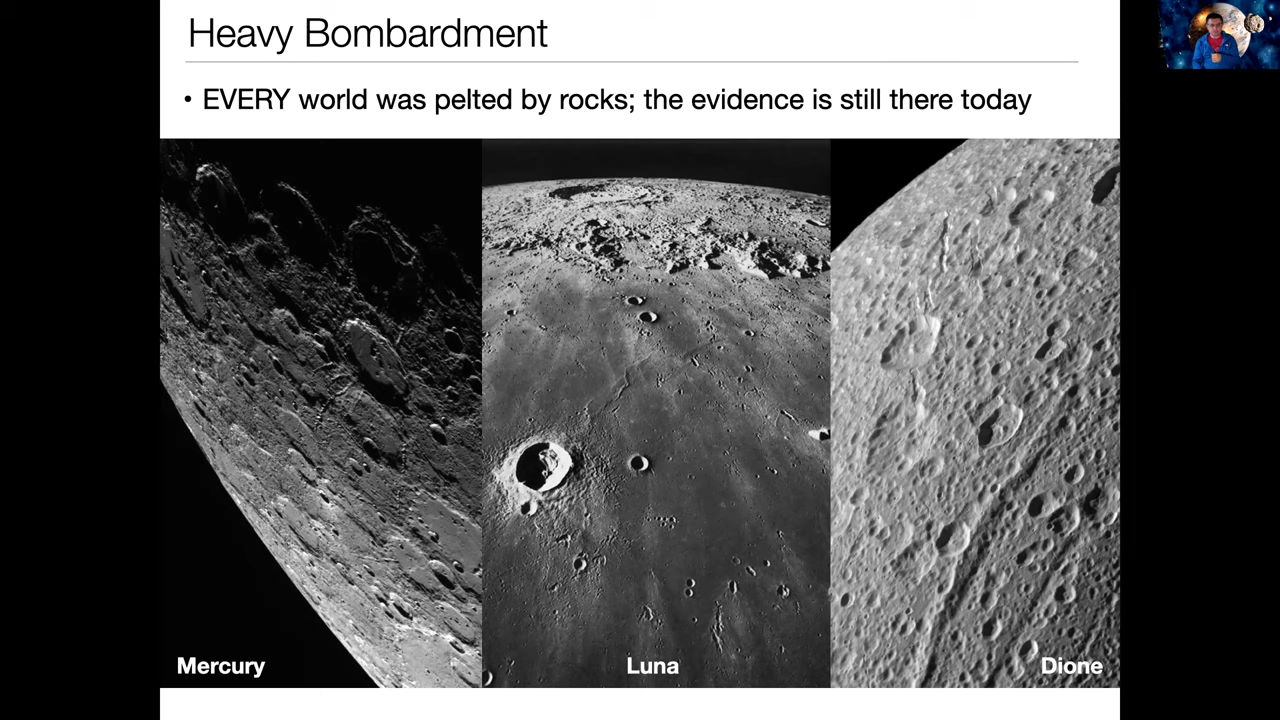 Heavy Bombardment
• EVERY world was pelted by rocks; the evidence is still there today
Mercury
Luna
Dione